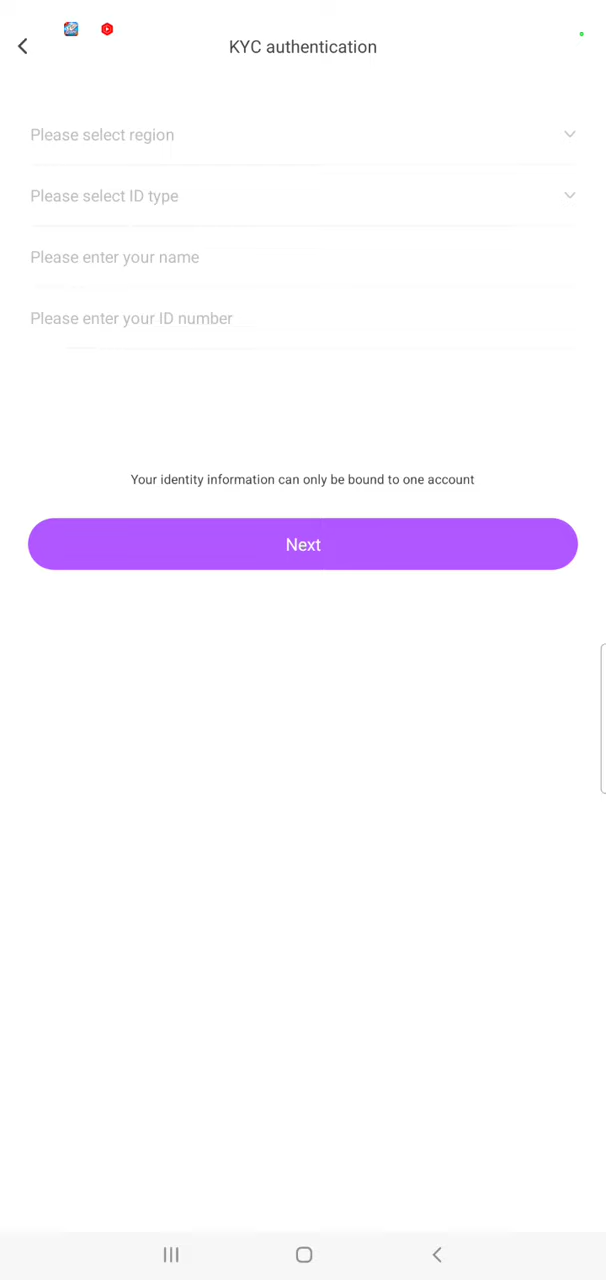 KYC authentication
Please select region
Please select ID type
Please enter your name
Please enter your ID number
Your identity information can only be bound to one account
Next